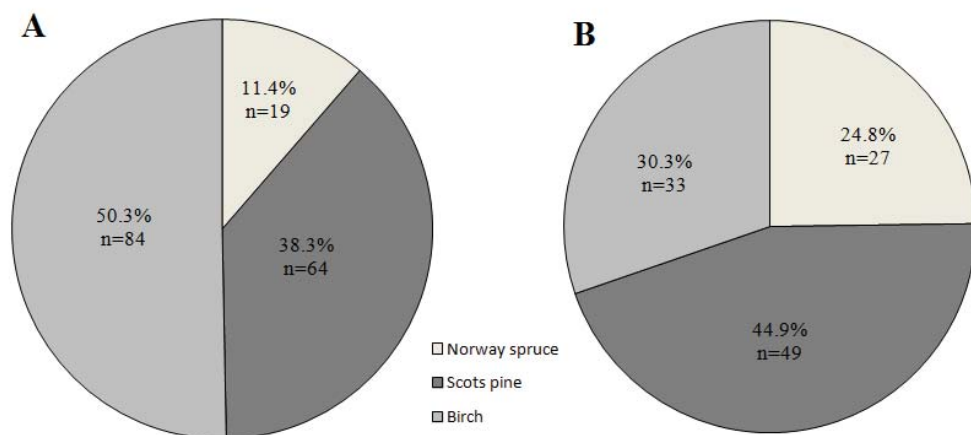 A
11.4%
n=19
50.3%
n=84
38.3%
n=64
B
24.8%
n=27
30.3%
n=33
44.9%
n=49
Norway spruce
Scots pine
Birch